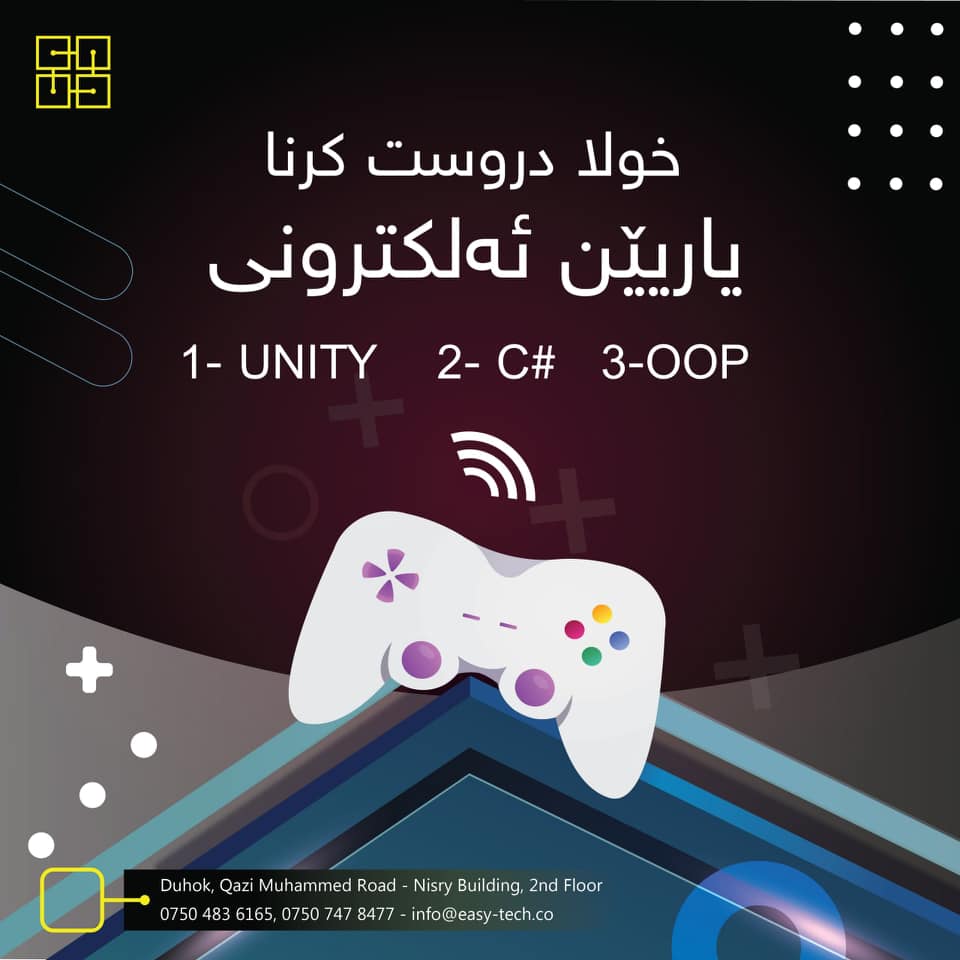 خولا دروست کرنا
یاریێن ئەلکترونی
1- UNITY 2- C# 3-OOP
Duhok, Qazi Muhammed Road - Nisry Building, 2nd Floor
0750 483 6165, 0750 747 8477 - info@easy-tech.co